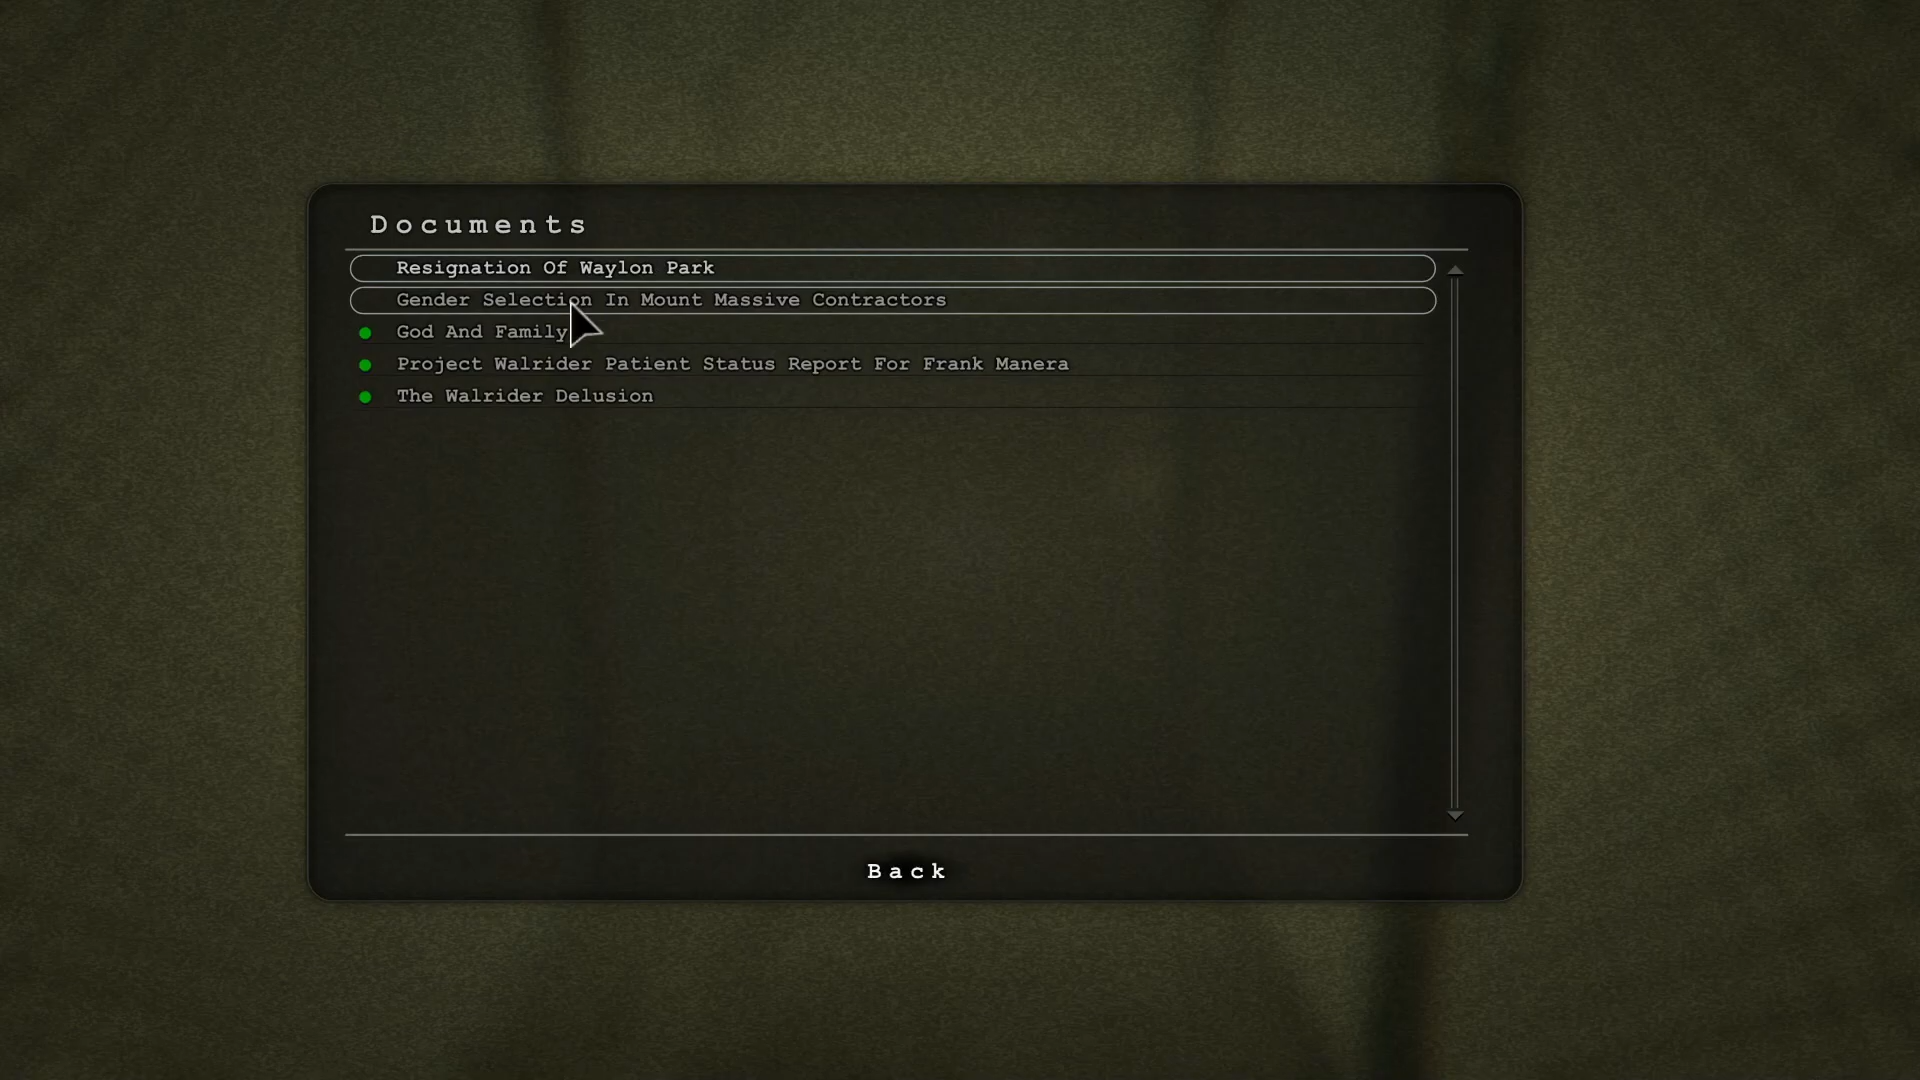 Documents
Resignation Of Waylon Park
Gender Selection In Mount Massive Contractors
God And Family
Project Walrider Patient Status Report For Frank Manera
The Walrider Delusion
Back